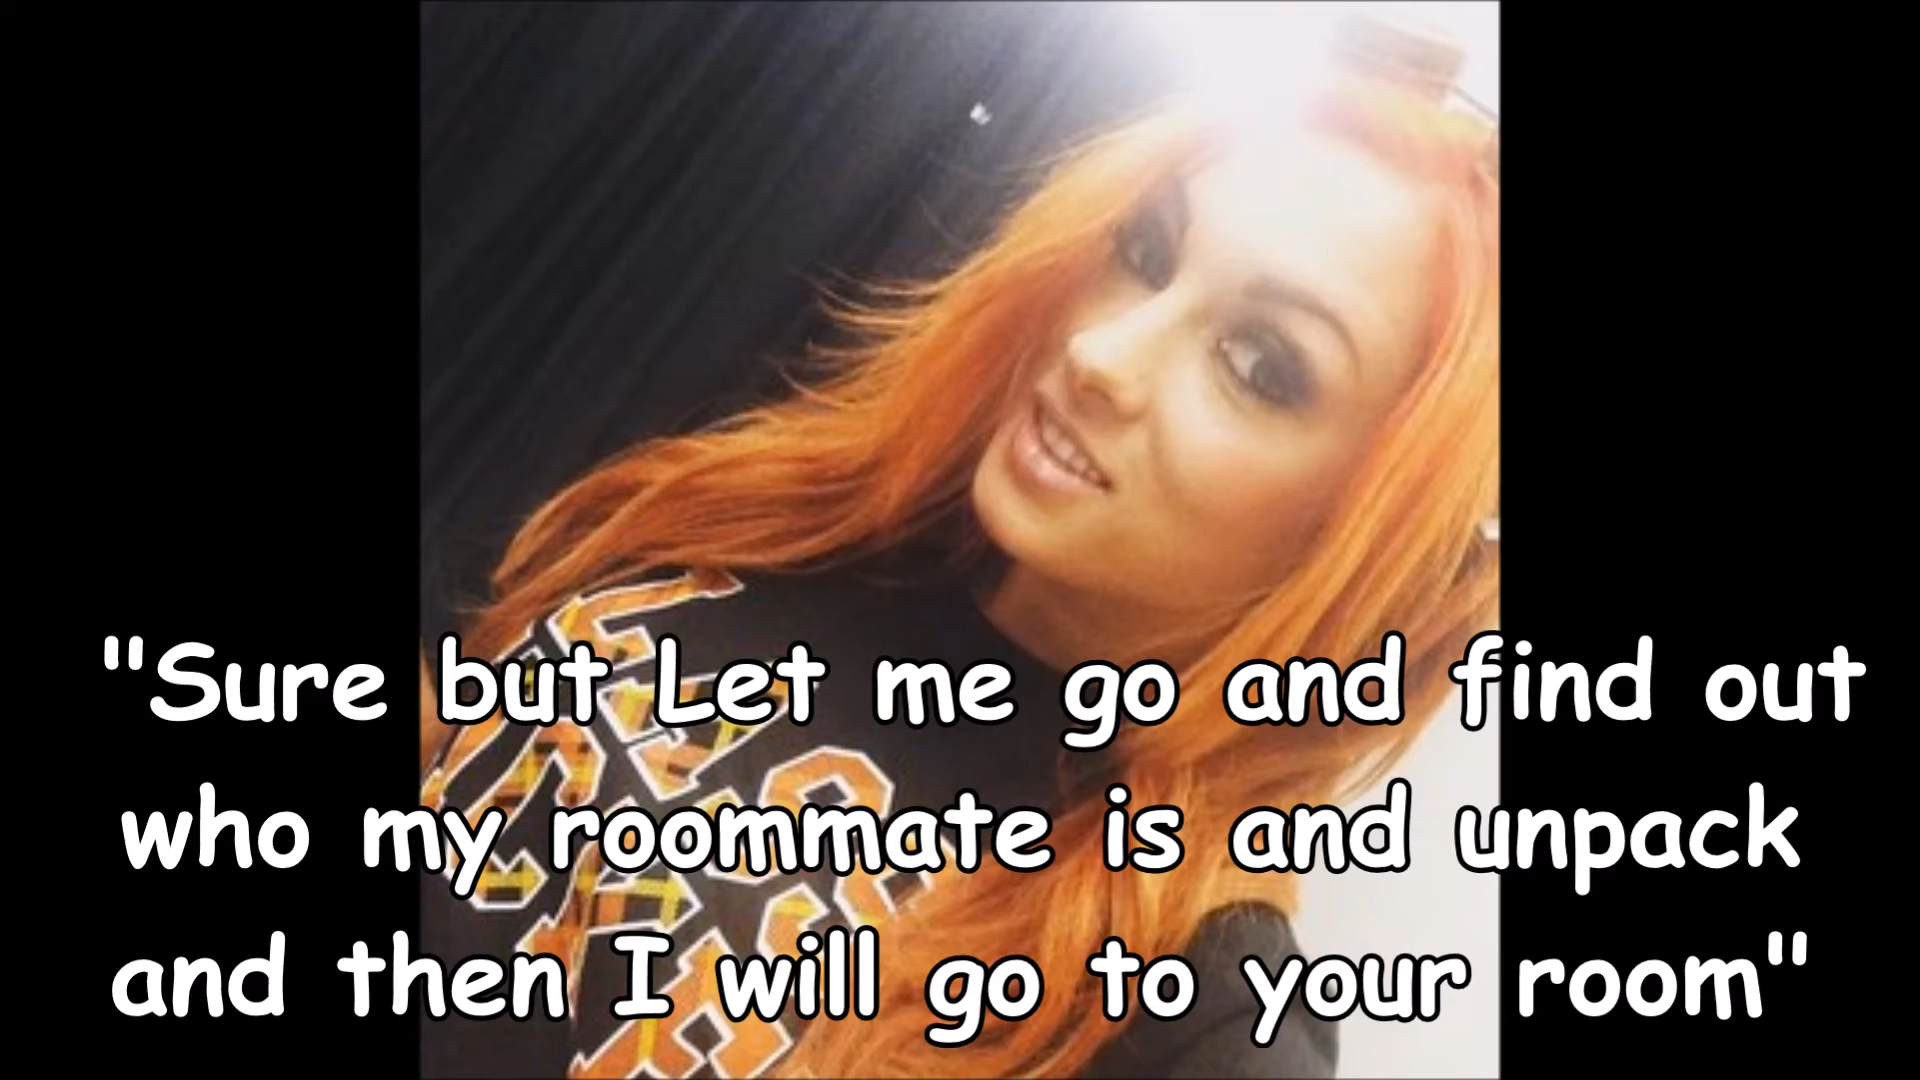 "Sure but Let me go and find out
who my roommate is and unpack
and then I will go to your room"